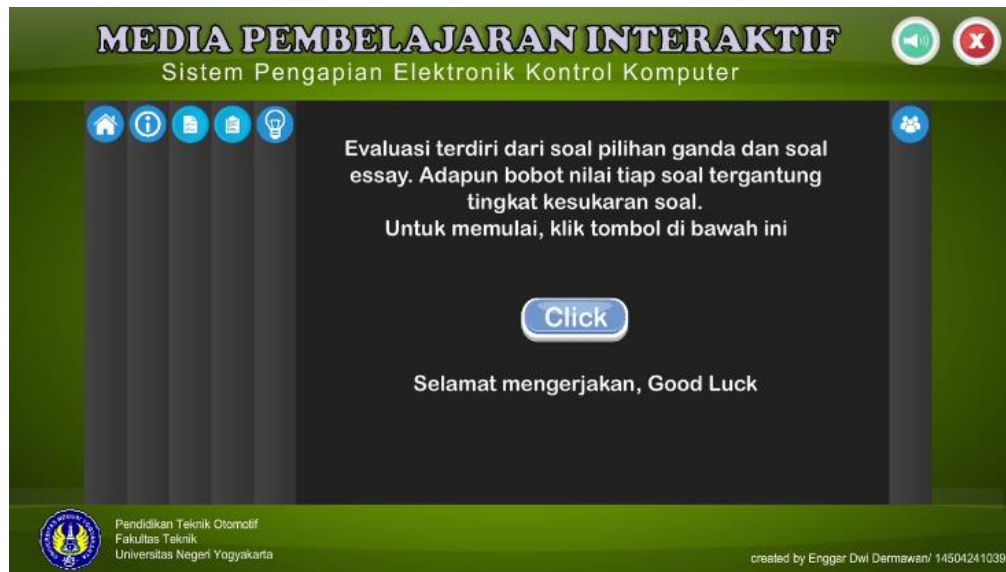 MEDIA PEMBELAJARAN INTERAKTIF
Sistem Pengapian Elektronik Kontrol Komputer
Evaluasi terdiri dari soal pilihan ganda dan soal
essay. Adapun bobot nilai tiap soal tergantung
tingkat kesukaran soal.
Untuk memulai, klik tombol di bawah ini
Click
Selamat mengerjakan, Good Luck
Pendidikan Teknik Otomotif
Fakultas Teknik
Universitas Negeri Yogyakarta
created by Enggar Dwi Dermawan/ 14504241039